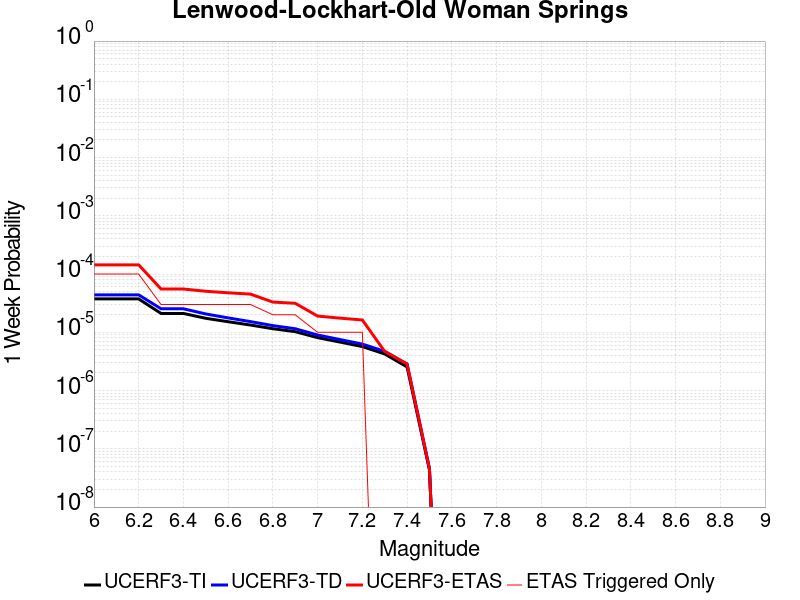 Lenwood-Lockhart-Old Woman Springs
10^0
10^-1
10^-2
10^-3
10^-4
10^-5
10^-6
10^-7
10^-8
1 Week Probability
6 6.2 6.4 6.6 6.8 7 7.2 7.4 7.6 7.8 8 8.2 8.4 8.6 8.8 9
Magnitude
UCERF3-TI UCERF3-TD UCERF3-ETAS ETAS Triggered Only